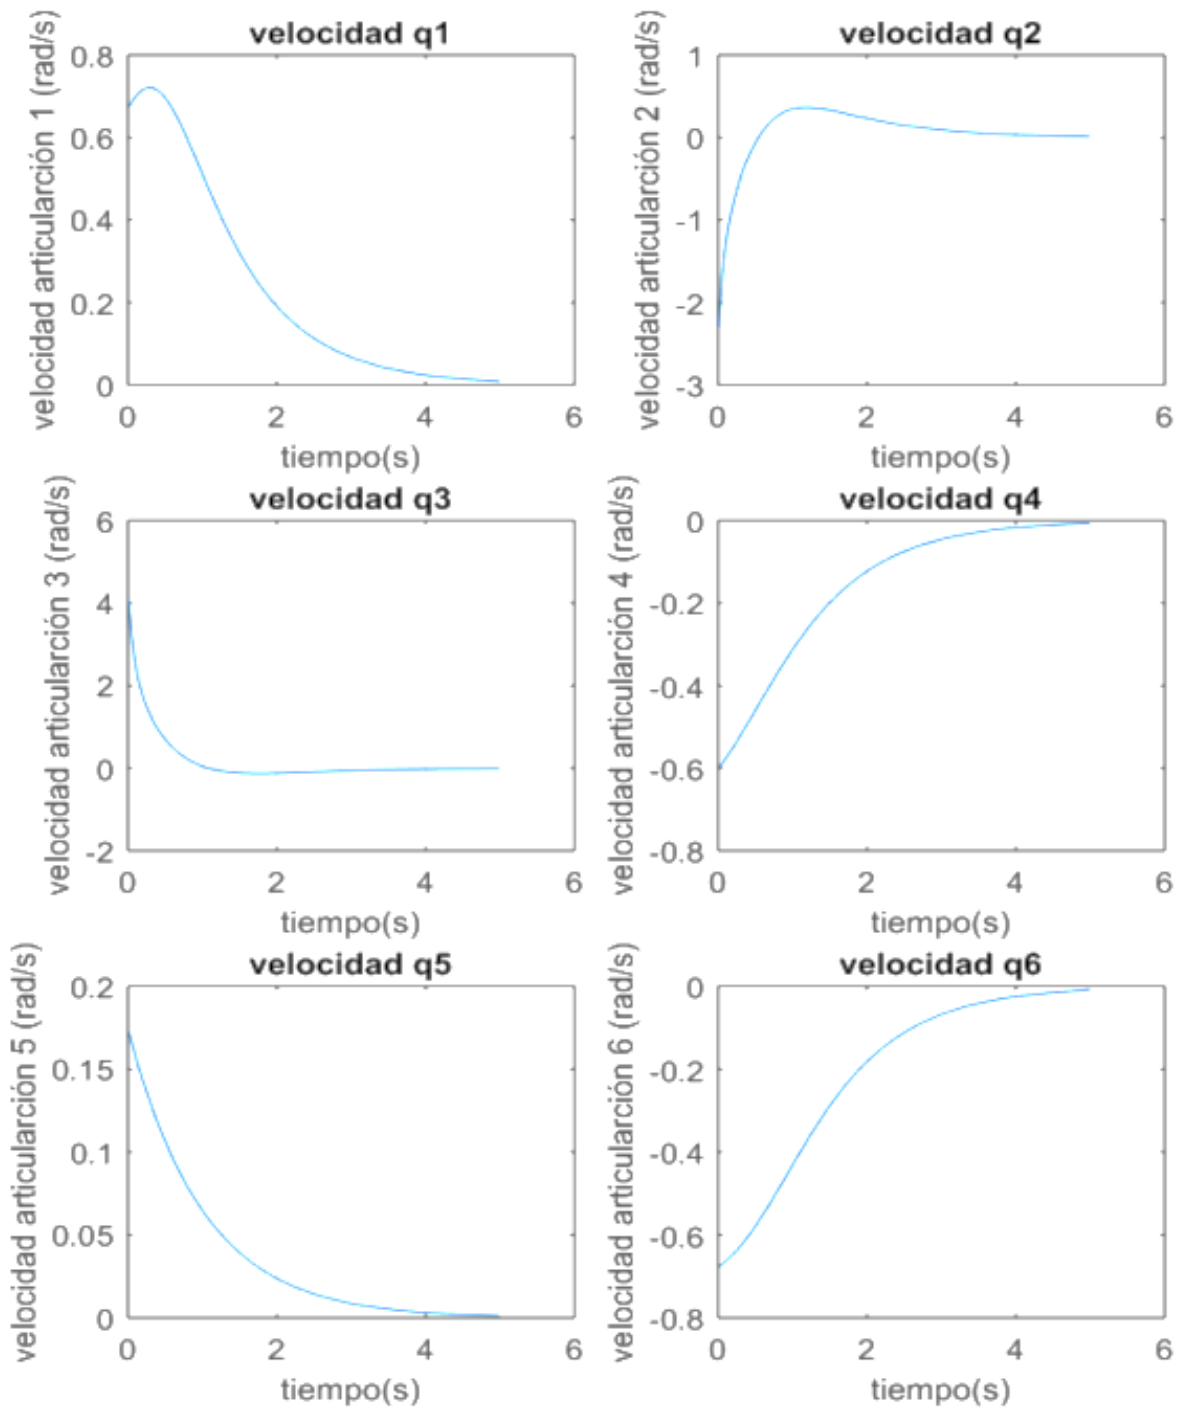 velocidad q1
velocidad articularción 1 (rad/s)
0.8
0.6
0.4
0.2
0
0 2 4 6
tiempo(s)
velocidad q2
velocidad articularción 2 (rad/s)
1
0
-1
-2
-3
0 2 4 6
tiempo(s)
velocidad q3
velocidad articularción 3 (rad/s)
6
4
2
0
-2
0 2 4 6
tiempo(s)
velocidad q4
velocidad articularción 4 (rad/s)
0
-0.2
-0.4
-0.6
-0.8
0 2 4 6
tiempo(s)
velocidad q5
velocidad articularción 5 (rad/s)
0.2
0.15
0.1
0.05
0
0 2 4 6
tiempo(s)
velocidad q6
velocidad articularción 6 (rad/s)
0
-0.2
-0.4
-0.6
-0.8
0 2 4 6
tiempo(s)